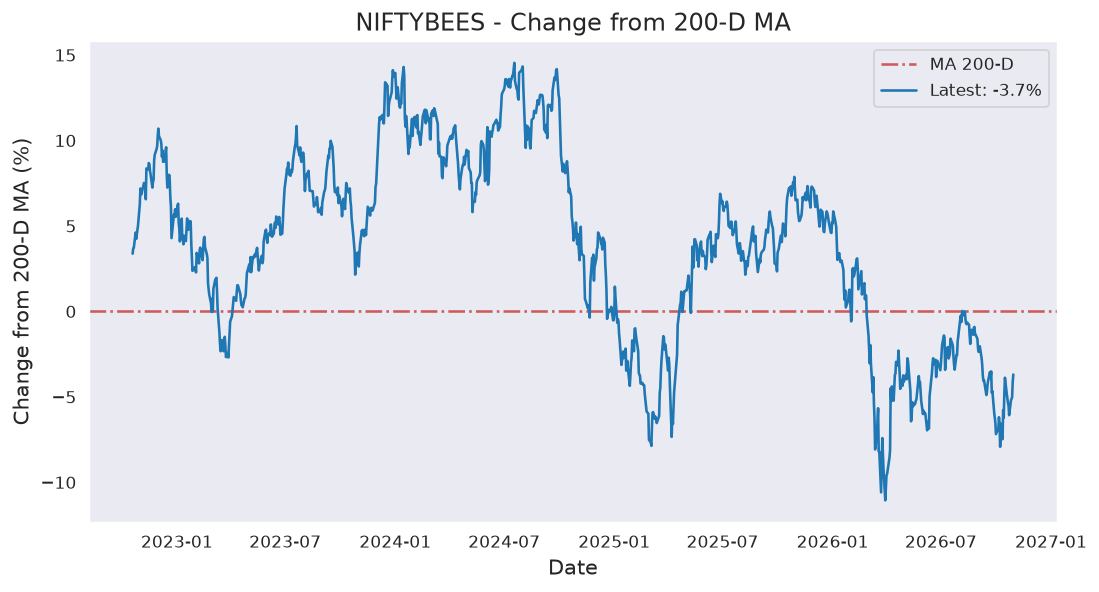 NIFTYBEES - Change from 200-D MA
MA 200-D
Latest: -3.7%
Change from 200-D MA (%)
15
10
5
0
−5
−10
2023-01 2023-07 2024-01 2024-07 2025-01 2025-07 2026-01 2026-07 2027-01
Date